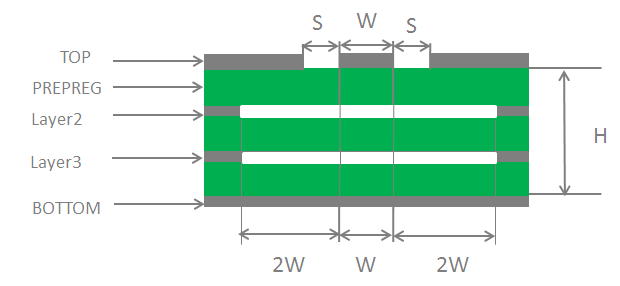 S W S
TOP
PREPREG
Layer2
H
Layer3
BOTTOM
2W W 2W